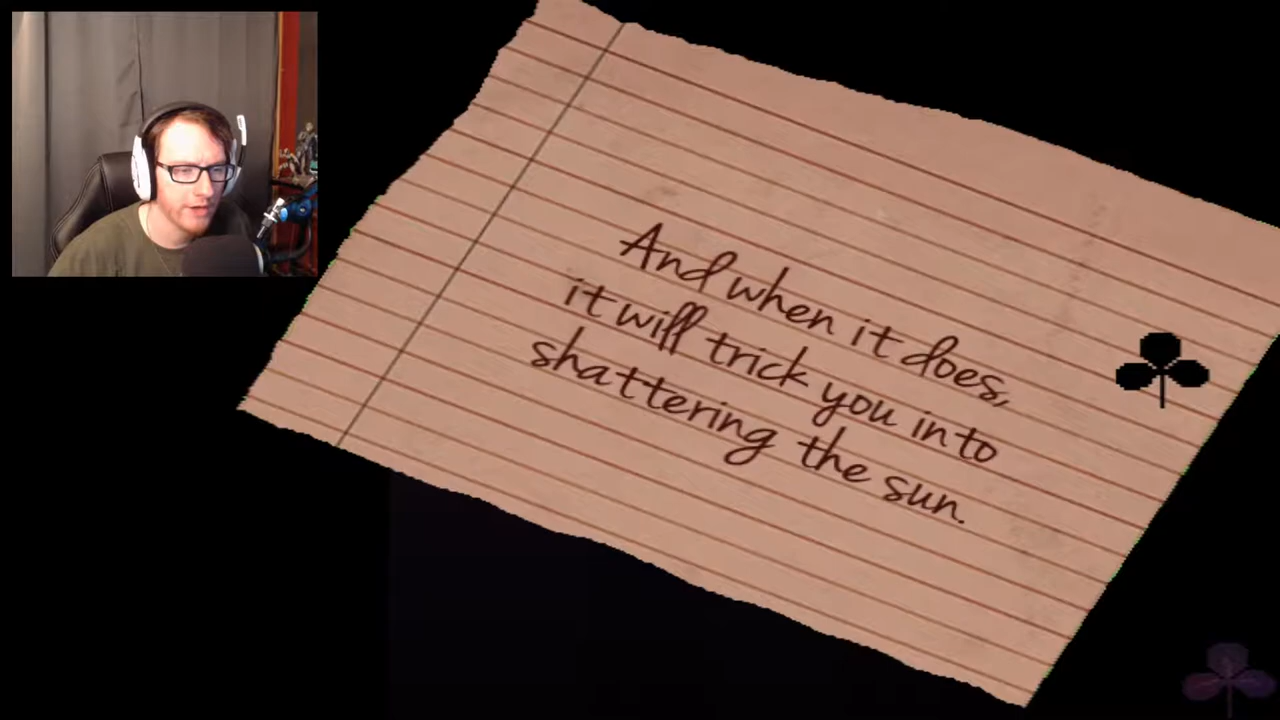 And when it does,
it will trick you into
shattering the sun.